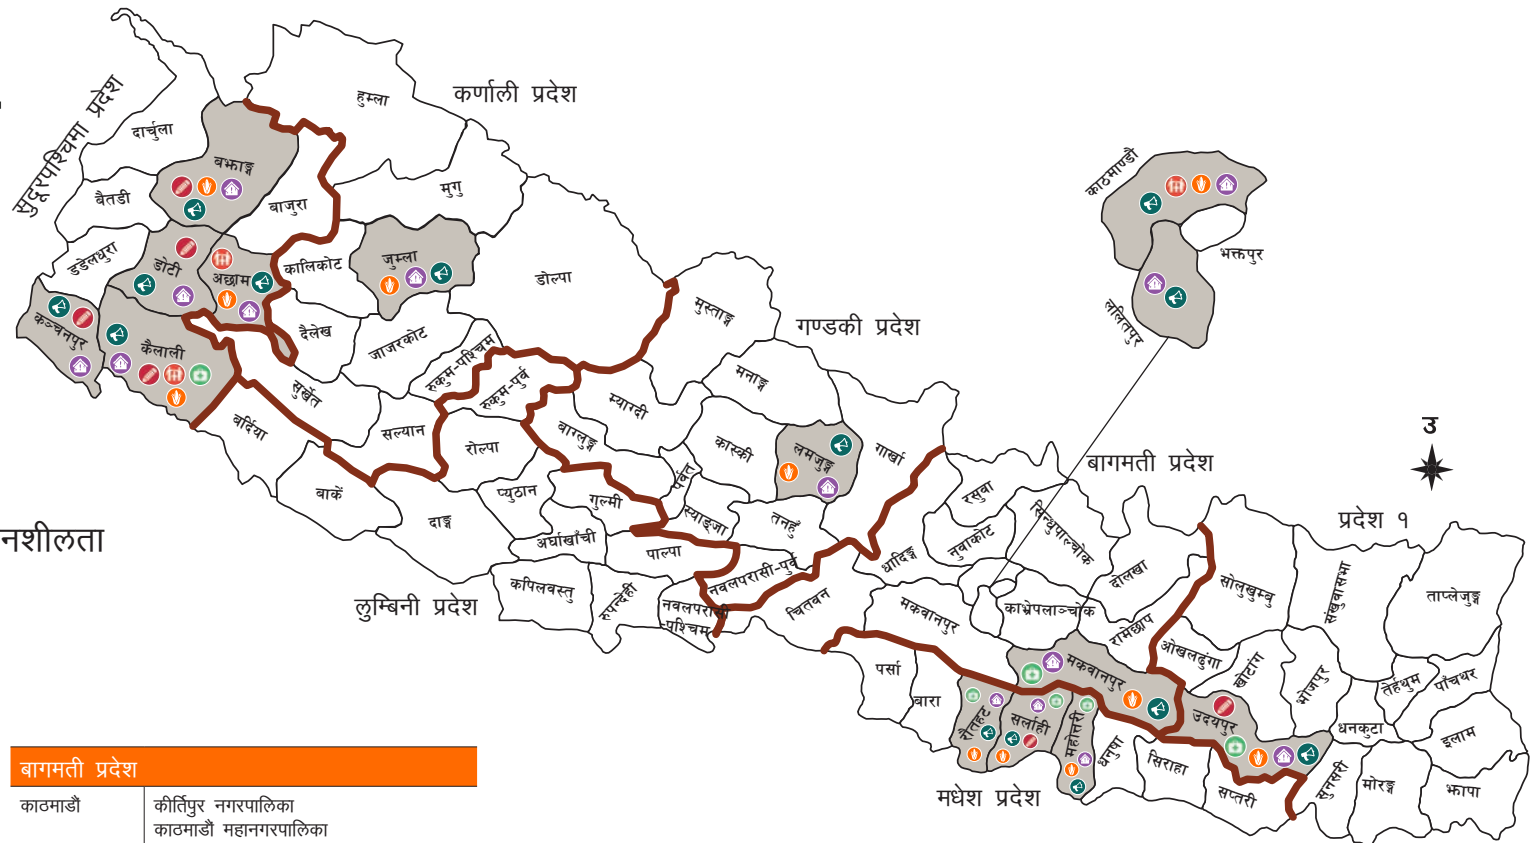 सुदूरपश्चिमा प्रदेश
कर्णाली प्रदेश
हुम्ला
दार्चुला
बझाङ्ग
बैतडी
बाजुरा
मुगु
डडेलधुरा
डोटी
अछाम
कालिकोट
जुम्ला
डोल्पा
कञ्चनपुर
कैलाली
दैलेख
जाजरकोट
रुकुम-पश्चिम
रुकुम-पुर्व
सुर्खेत
सल्यान
बर्दिया
बाकें
रोल्पा
दाङ्ग
प्युठान
गुल्मी
अर्घाखाँची
पाल्पा
कपिलवस्तु
रुपन्देही
नवलपरासी
-पश्चिम
नवलपरासी-पुर्व
लुम्बिनी प्रदेश
गण्डकी प्रदेश
मुस्ताङ्ग
मनाङ्ग
म्याग्दी
बाग्लुङ्ग
पर्वत
कास्की
लमजुङ्ग
गार्खा
स्याङ्जा
तनहुँ
काठमाण्डौ
भक्तपुर
ललितपुर
बागमती प्रदेश
रसुवा
नुवाकोट
सिन्धुपाल्चोक
धादिङ्ग
चितवन
मकवानपुर
काभ्रेपलाञ्चोक
दोलखा
रामेछाप
मकवानपुर
पर्सा
बारा
रौतहट
सर्लाही
महोत्तरी
धनुषा
सिराहा
सप्तरी
मधेश प्रदेश
उ
प्रदेश १
सोलुखुम्बु
संखुवासभा
ताप्लेजुङ्ग
ओखलढुंगा
खोटांग
भोजपुर
तेर्हथुम
पाँचथर
उदयपुर
धनकुटा
इलाम
सुनसरी
मोरङ्ग
झापा
नशीलता
बागमती प्रदेश
काठमाडौं
कीर्तिपुर नगरपालिका
काठमाडौं महानगरपालिका